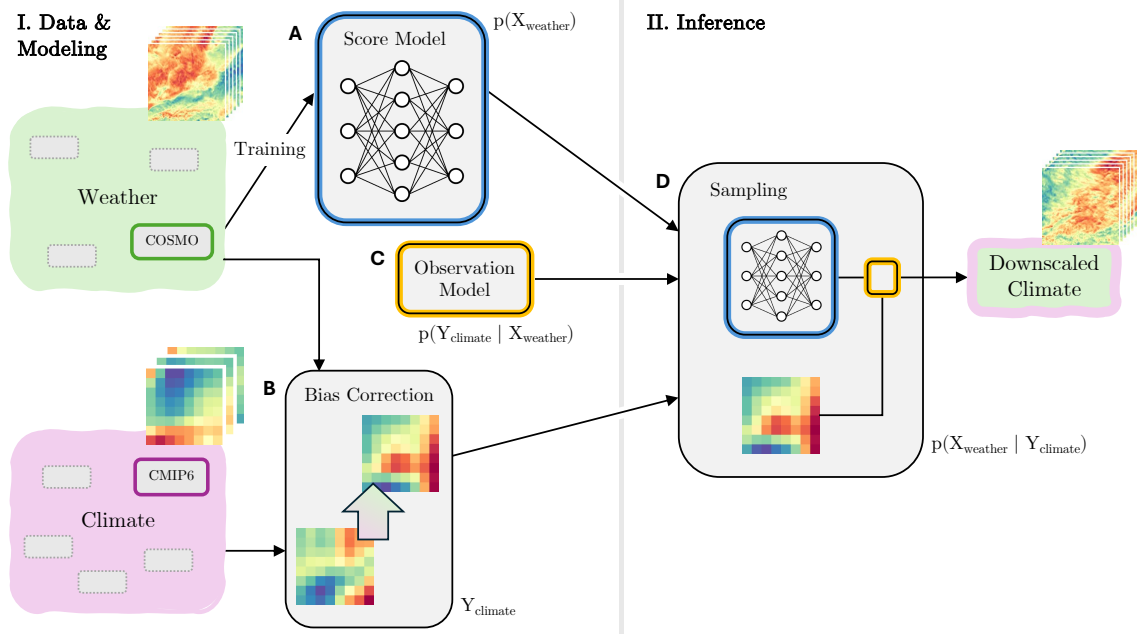 I. Data &
Modeling
A
Score Model
p(X_weather)
II. Inference
Training
Weather
COSMO
C
Observation
Model
p(Y_climate | X_weather)
D
Sampling
Downscaled
Climate
B
Bias Correction
CMIP6
Climate
Y_climate
p(X_weather | Y_climate)